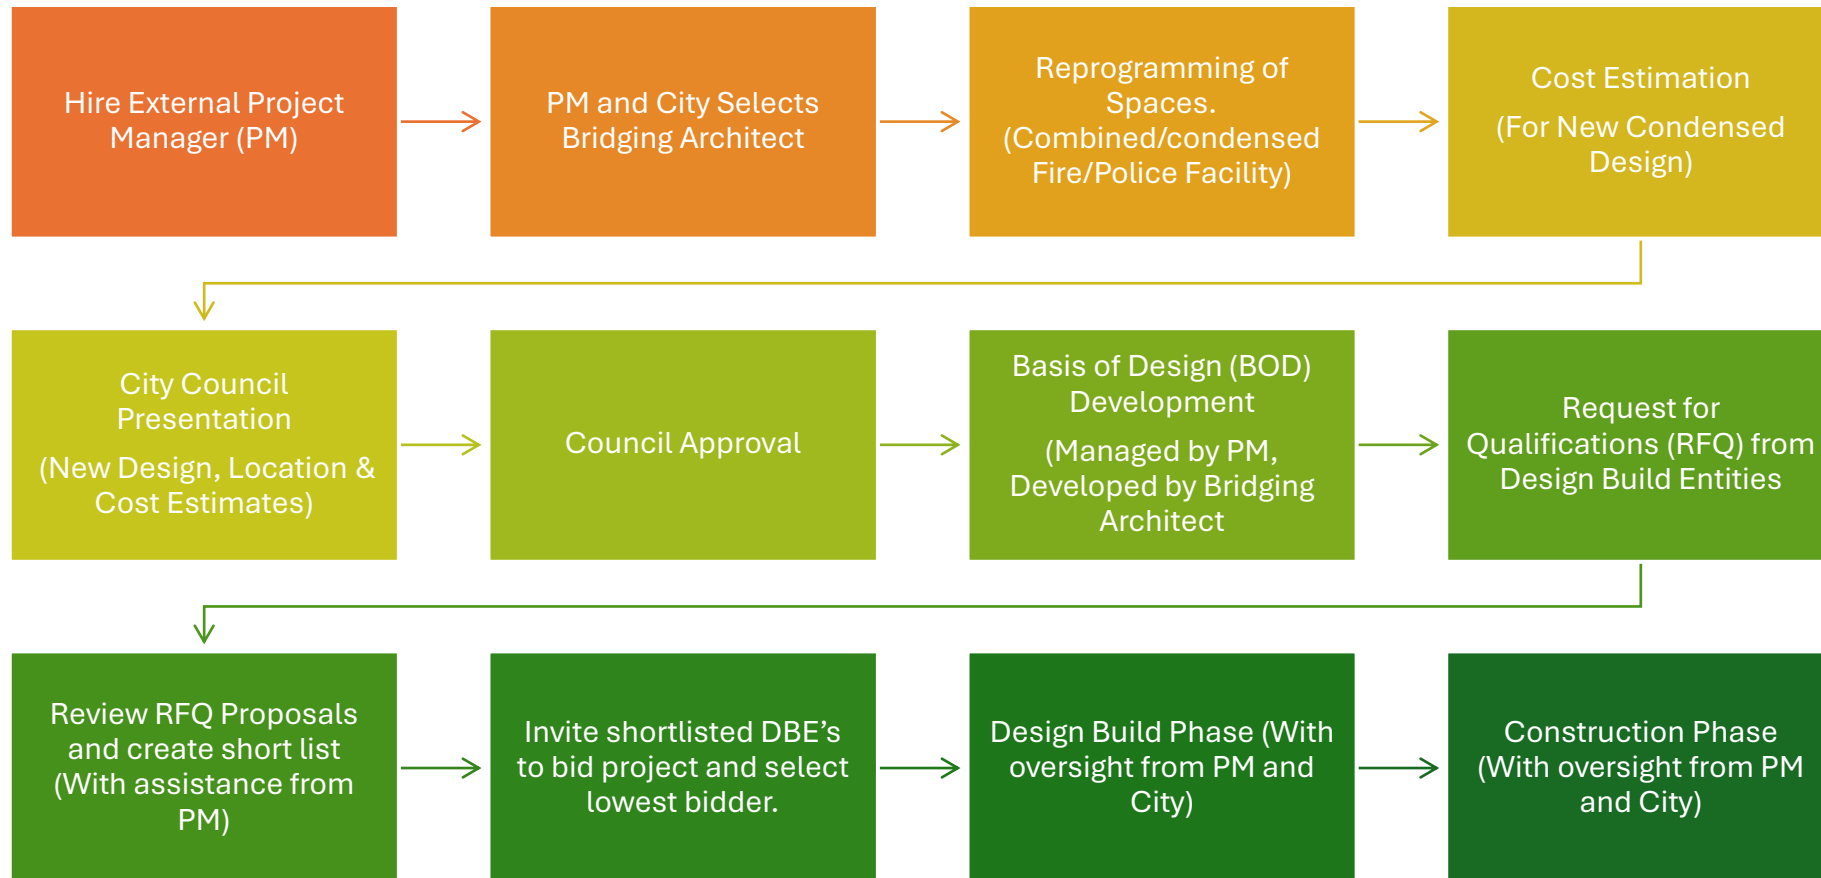 Hire External Project
Manager (PM)
PM and City Selects
Bridging Architect
Reprogramming of
Spaces.
(Combined/condensed
Fire/Police Facility)
Cost Estimation
(For New Condensed
Design)
City Council
Presentation
(New Design, Location &
Cost Estimates)
Council Approval
Basis of Design (BOD)
Development
(Managed by PM,
Developed by Bridging
Architect
Request for
Qualifications (RFQ) from
Design Build Entities
Review RFQ Proposals
and create short list
(With assistance from
PM)
Invite shortlisted DBE’s
to bid project and select
lowest bidder.
Design Build Phase (With
oversight from PM and
City)
Construction Phase
(With oversight from PM
and City)